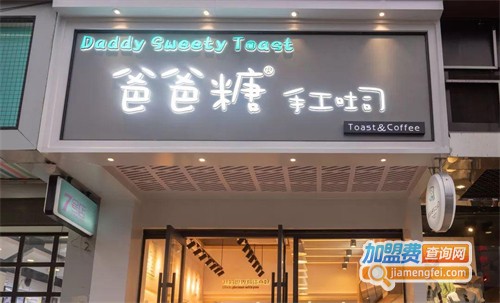 Daddy Sweety Toast
爸爸糖® 手工吐司
Toast&Coffee
加盟费查询网
jiamengfei.com